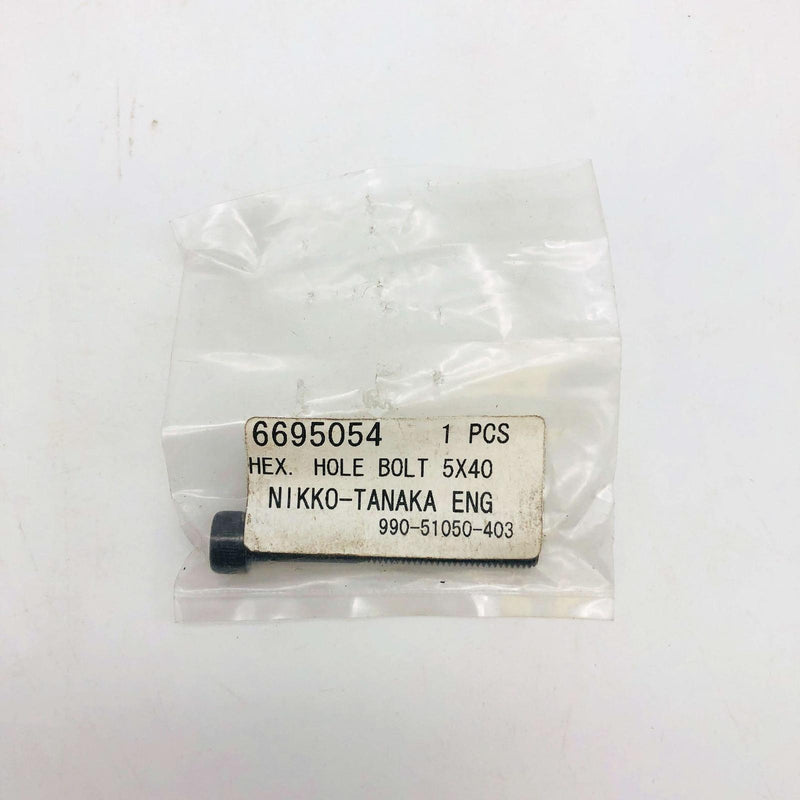 6695054 1 PCS
HEX. HOLE BOLT 5X40
NIKKO-TANAKA ENG
990-51050-403